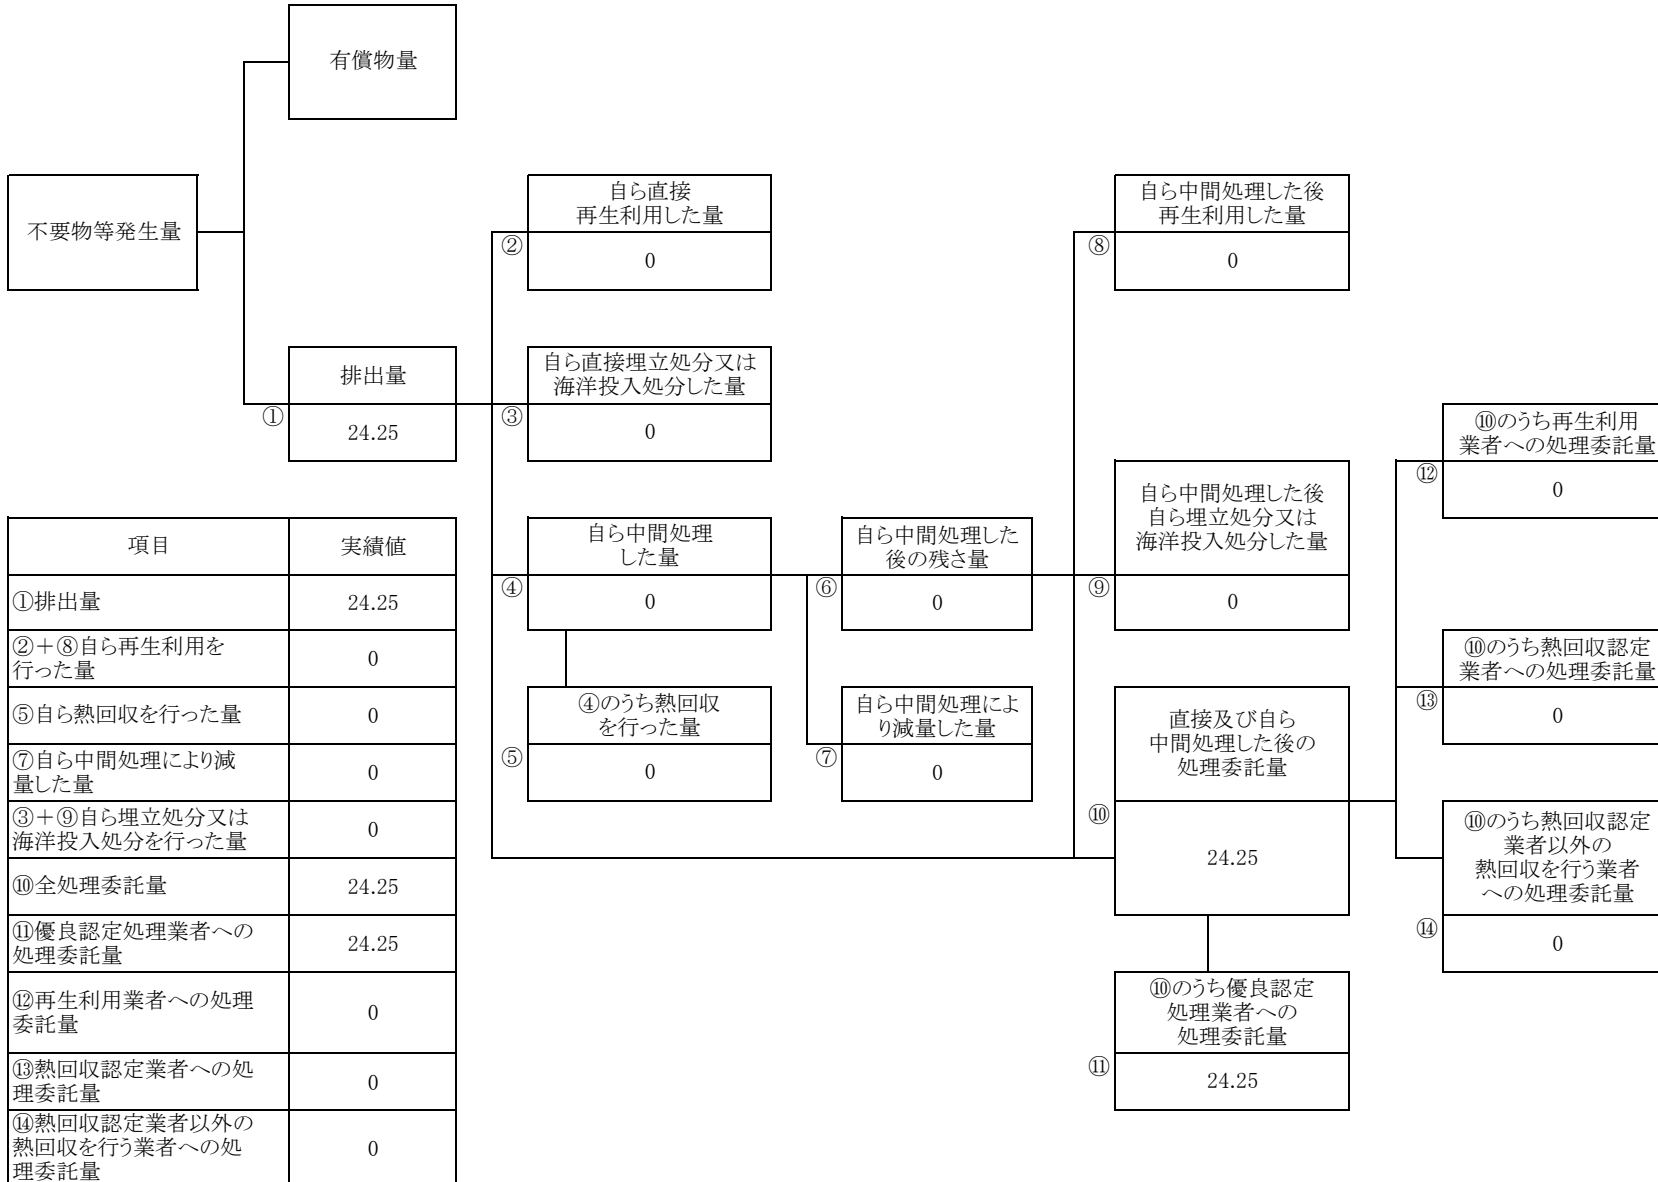 有償物量
不要物等発生量
自ら直接
再生利用した量
②
0
自ら中間処理した後
再生利用した量
⑧
0
排出量
①
24.25
自ら直接埋立処分又は
海洋投入処分した量
③
0
⑩のうち再生利用
業者への処理委託量
⑫
0
自ら中間処理した後
自ら埋立処分又は
海洋投入処分した量
⑨
0
自ら中間処理
した量
④
0
自ら中間処理した
後の残さ量
⑥
0
⑩のうち熱回収認定
業者への処理委託量
⑬
0
④のうち熱回収
を行った量
⑤
0
自ら中間処理によ
り減量した量
⑦
0
直接及び自ら
中間処理した後の
処理委託量
⑩
24.25
⑩のうち熱回収認定
業者以外の
熱回収を行う業者
への処理委託量
⑭
0
⑩のうち優良認定
処理業者への
処理委託量
⑪
24.25
項目 実績値
①排出量 24.25
②+⑧自ら再生利用を
行った量
0
⑤自ら熱回収を行った量 0
⑦自ら中間処理により減
量した量
0
③+⑨自ら埋立処分又は
海洋投入処分を行った量
0
⑩全処理委託量 24.25
⑪優良認定処理業者への
処理委託量
24.25
⑫再生利用業者への処理
委託量
0
⑬熱回収認定業者への処
理委託量
0
⑭熱回収認定業者以外の
熱回収を行う業者への処
理委託量
0